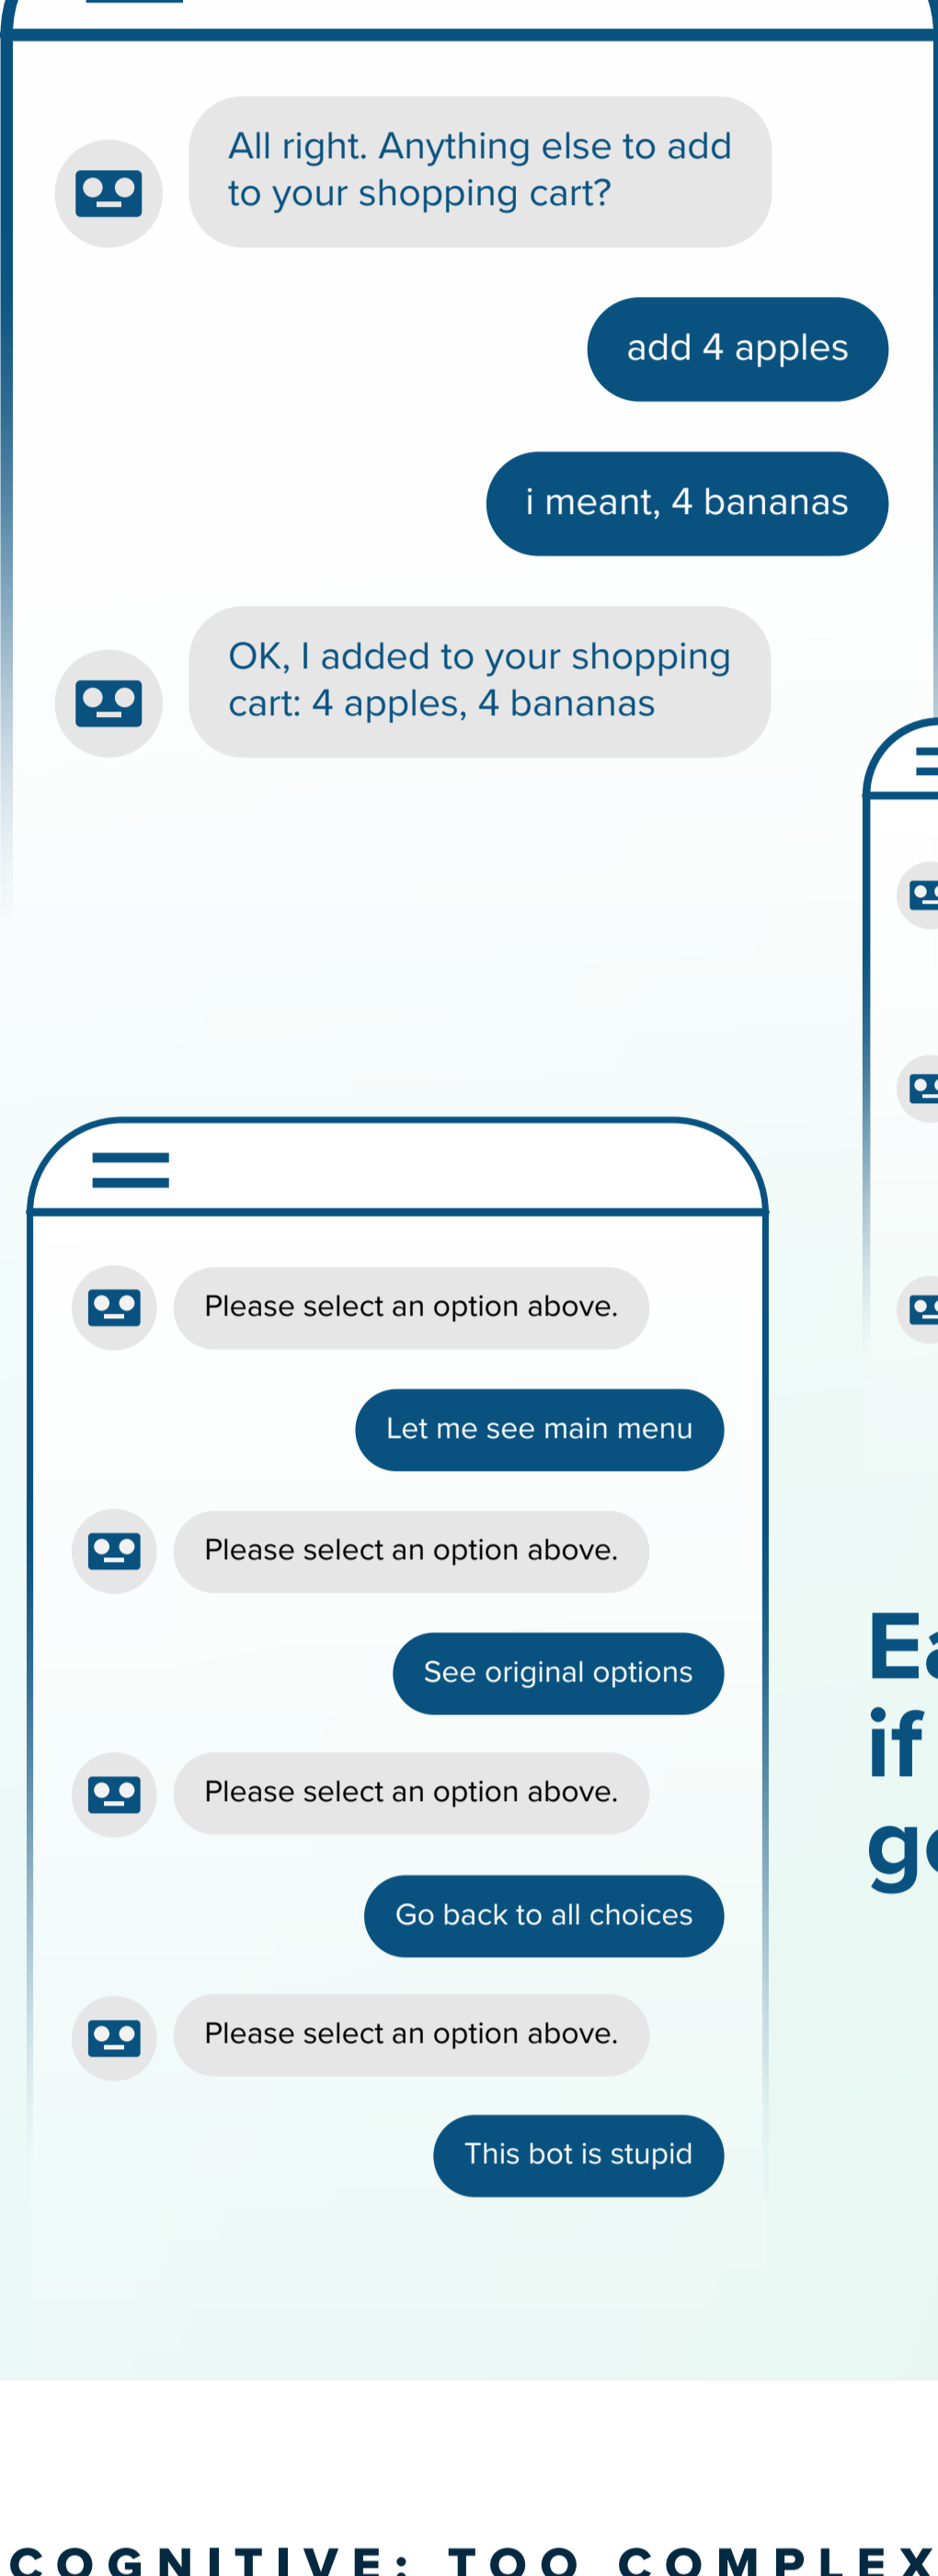 All right. Anything else to add
to your shopping cart?
add 4 apples
i meant, 4 bananas
OK, I added to your shopping
cart: 4 apples, 4 bananas
Please select an option above.
Let me see main menu
Please select an option above.
See original options
Please select an option above.
Go back to all choices
Please select an option above.
This bot is stupid
if
COGNITIVE: TOO COMPLEX